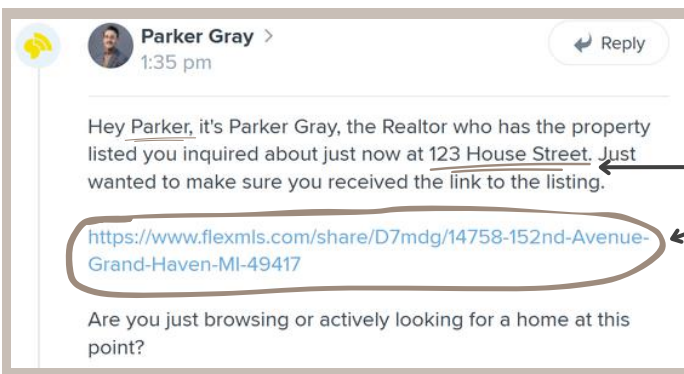 Parker Gray >
Reply
1:35 pm
Hey Parker, it's Parker Gray, the Realtor who has the property
listed you inquired about just now at 123 House Street. Just
wanted to make sure you received the link to the listing.
https://www.flexmls.com/share/D7mdg/14758-152nd-Avenue-
Grand-Haven-MI-49417
Are you just browsing or actively looking for a home at this
point?